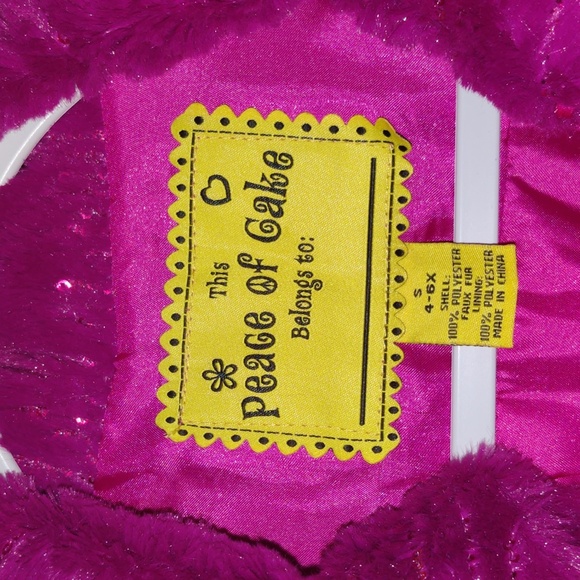 This
Peace of Cake
Belongs to:
S
4-6X
SHELL:
100% POLYESTER
FAUX FUR
LINING:
100% POLYESTER
MADE IN CHINA